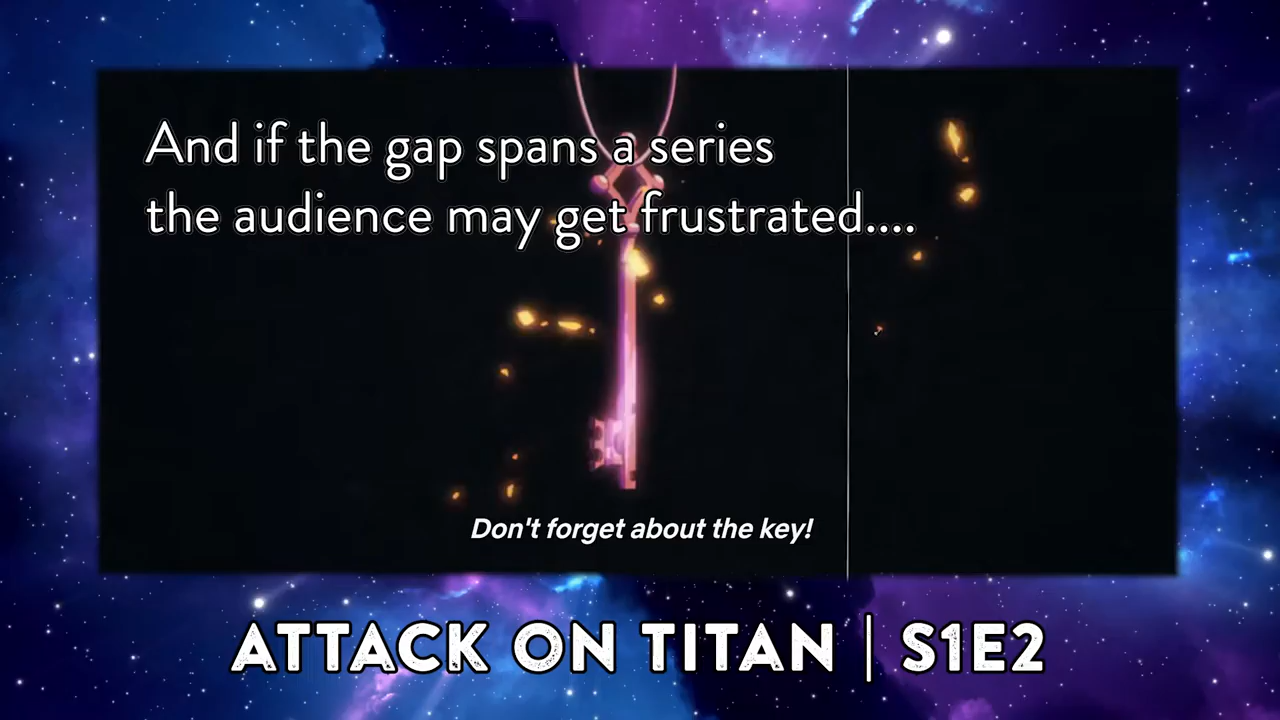 And if the gap spans a series
the audience may get frustrated....
Don't forget about the key!
ATTACK ON TITAN | S1E2